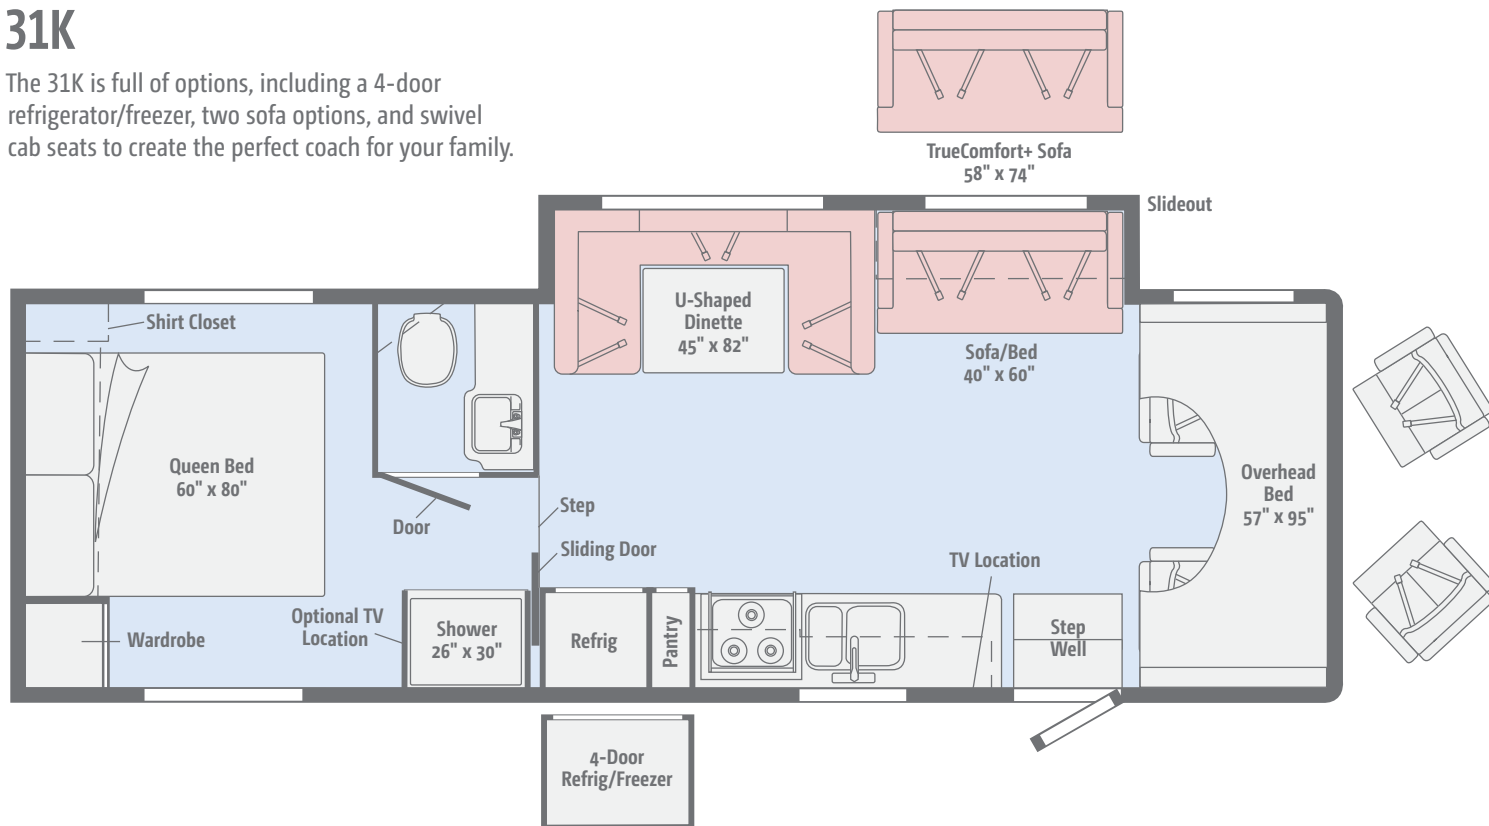 31K
The 31K is full of options, including a 4-door
refrigerator/freezer, two sofa options, and swivel
cab seats to create the perfect coach for your family.
TrueComfort+ Sofa
58" x 74"
Slideout
Shirt Closet
U-Shaped
Dinette
45" x 82"
Sofa/Bed
40" x 60"
Queen Bed
60" x 80"
Door
Step
Sliding Door
Overhead
Bed
57" x 95"
TV Location
Optional TV
Location
Wardrobe
Shower
26" x 30"
Refrig
Pantry
Step
Well
4-Door
Refrig/Freezer